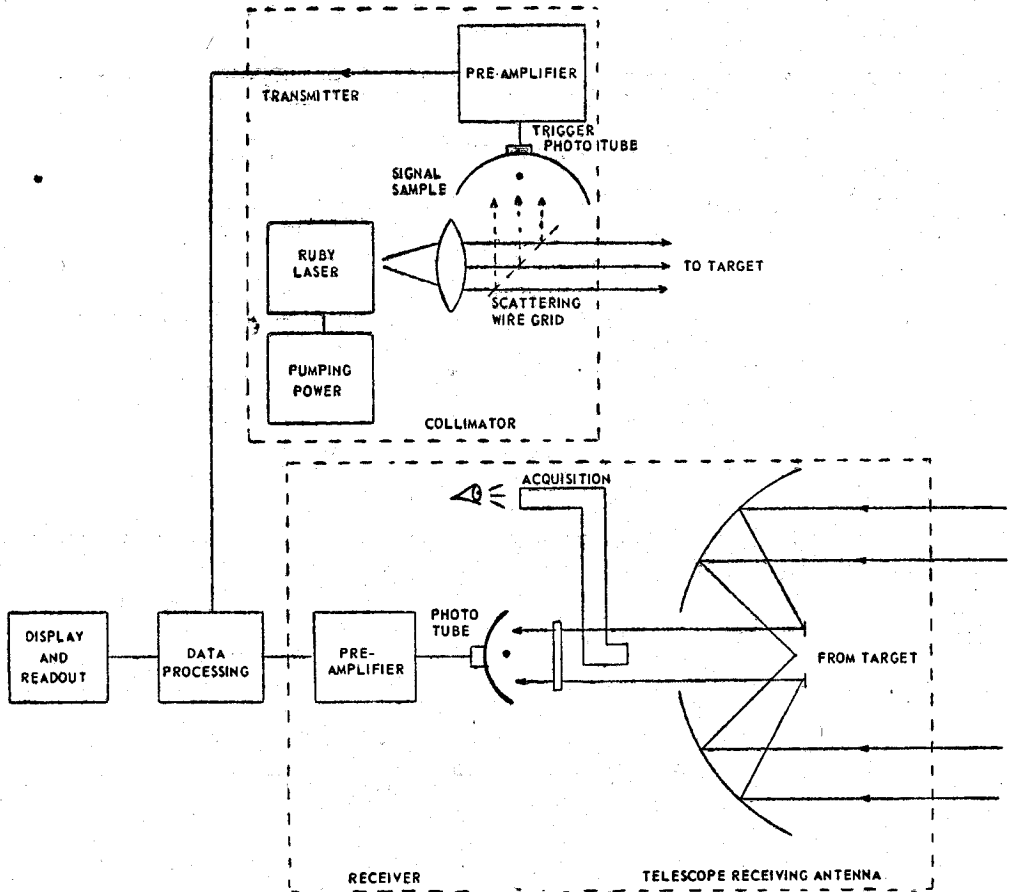 PRE-AMPLIFIER
TRANSMITTER
TRIGGER
PHOTO TUBE
SIGNAL
SAMPLE
RUBY
LASER
TO TARGET
SCATTERING
WIRE GRID
PUMPING
POWER
COLLIMATOR
ACQUISITION
PHOTO
TUBE
DISPLAY
AND
READOUT
DATA
PROCESSING
PRE-
AMPLIFIER
FROM TARGET
RECEIVER
TELESCOPE RECEIVING ANTENNA